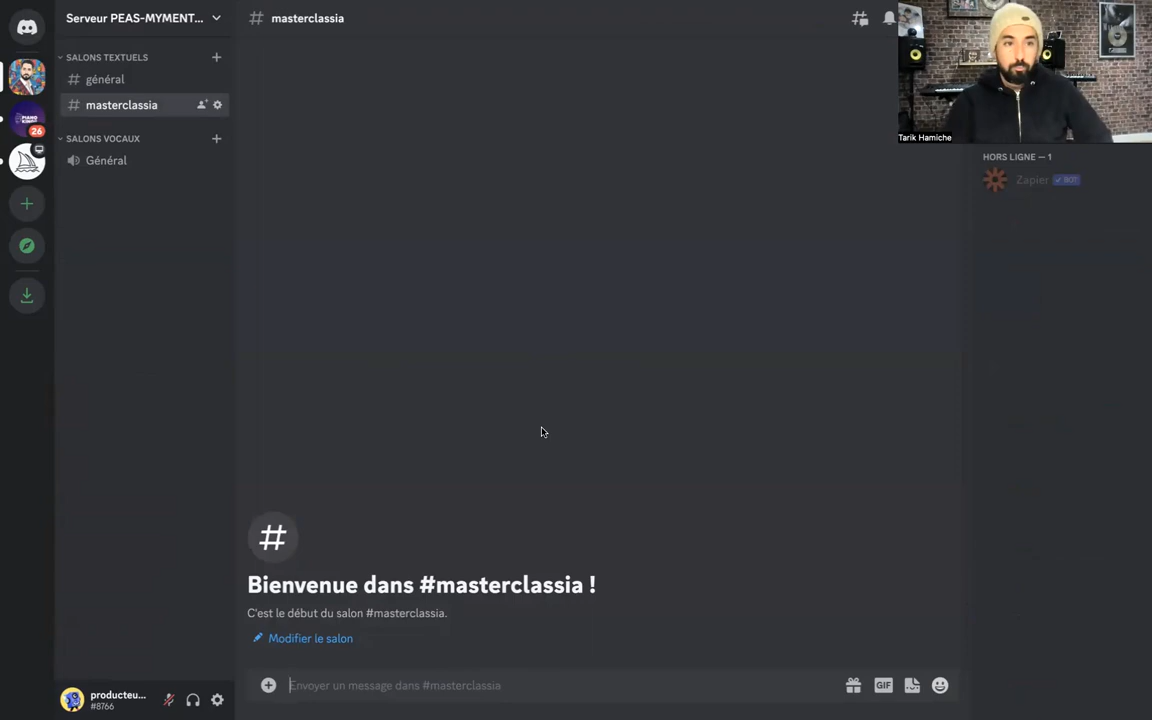 Serveur PEAS-MYMENT...
masterclassia
SALONS TEXTUELS
général
masterclassia
SALONS VOCAUX
Général
26
Tarik Hamiche
HORS LIGNE — 1
Zapier
BOT
Bienvenue dans #masterclassia !
C'est le début du salon #masterclassia.
Modifier le salon
Envoyer un message dans #masterclassia
GIF
producteu...
#8766